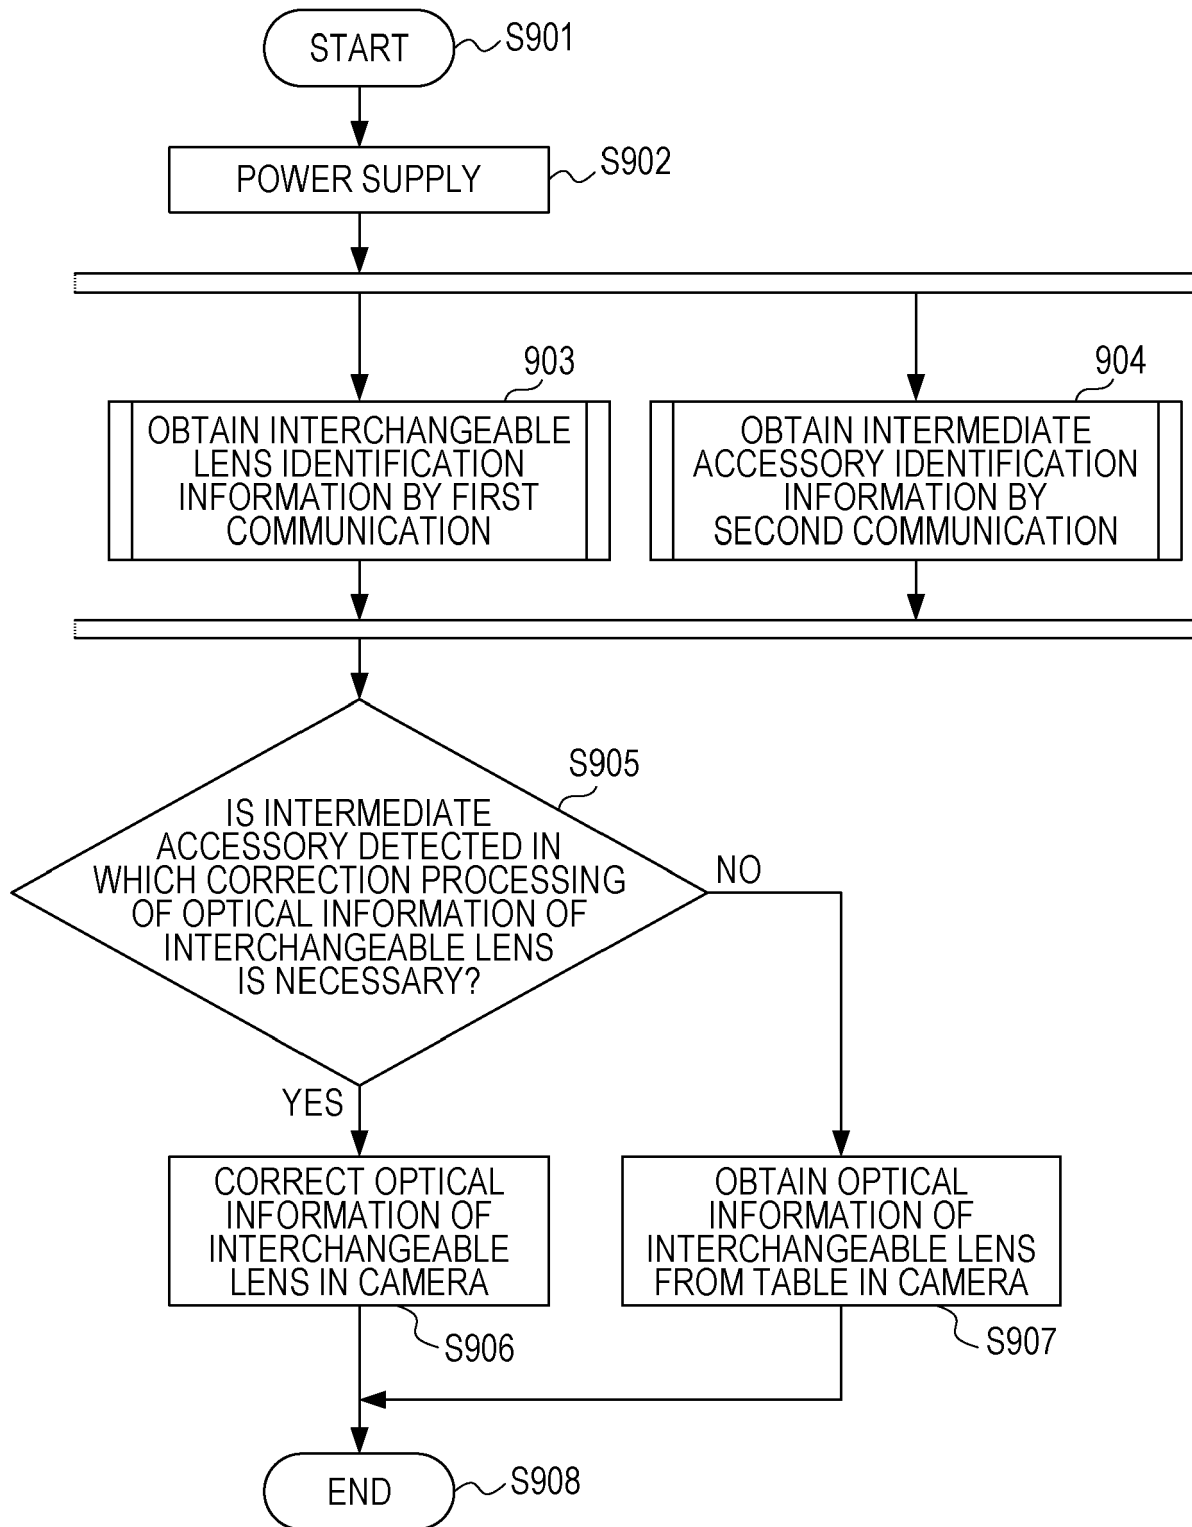 START
S901
POWER SUPPLY
S902
903
OBTAIN INTERCHANGEABLE
LENS IDENTIFICATION
INFORMATION BY FIRST
COMMUNICATION
904
OBTAIN INTERMEDIATE
ACCESSORY IDENTIFICATION
INFORMATION BY
SECOND COMMUNICATION
S905
IS INTERMEDIATE
ACCESSORY DETECTED IN
WHICH CORRECTION PROCESSING
OF OPTICAL INFORMATION OF
INTERCHANGEABLE LENS
IS NECESSARY?
NO
YES
CORRECT OPTICAL
INFORMATION OF
INTERCHANGEABLE
LENS IN CAMERA
S906
OBTAIN OPTICAL
INFORMATION OF
INTERCHANGEABLE LENS
FROM TABLE IN CAMERA
S907
END
S908